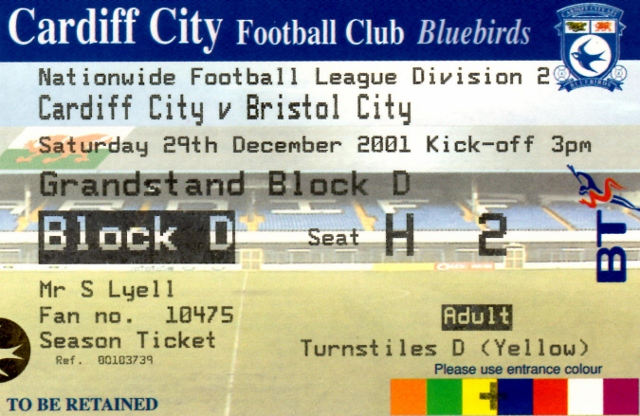 Cardiff City Football Club Bluebirds
Nationwide Football League Division 2
Cardiff City v Bristol City
Saturday 29th December 2001 Kick-off 3pm
Grandstand Block D
Block D Seat H 2
Mr S Lyell
Fan no. 10475
Season Ticket
Ref. 00103739
Adult
Turnstiles D (Yellow)
Please use entrance colour
TO BE RETAINED
BT